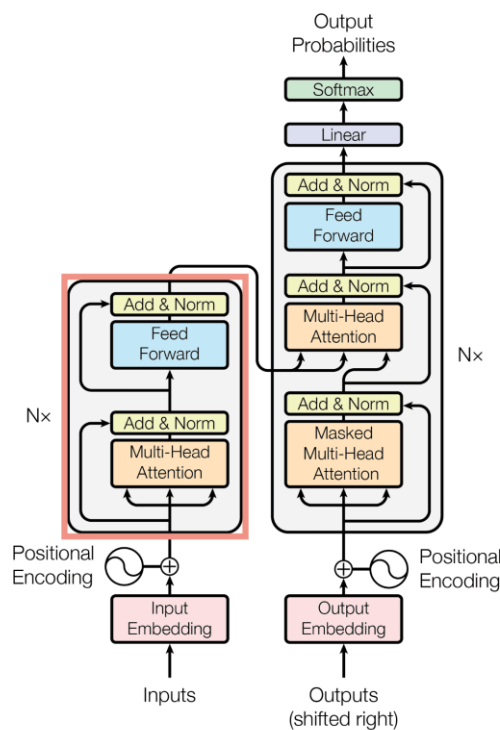 Output
Probabilities
Softmax
Linear
Add & Norm
Feed
Forward
Add & Norm
Multi-Head
Attention
Nx
Add & Norm
Masked
Multi-Head
Attention
Add & Norm
Feed
Forward
Nx
Add & Norm
Multi-Head
Attention
Positional
Encoding
Positional
Encoding
Input
Embedding
Output
Embedding
Inputs
Outputs
(shifted right)